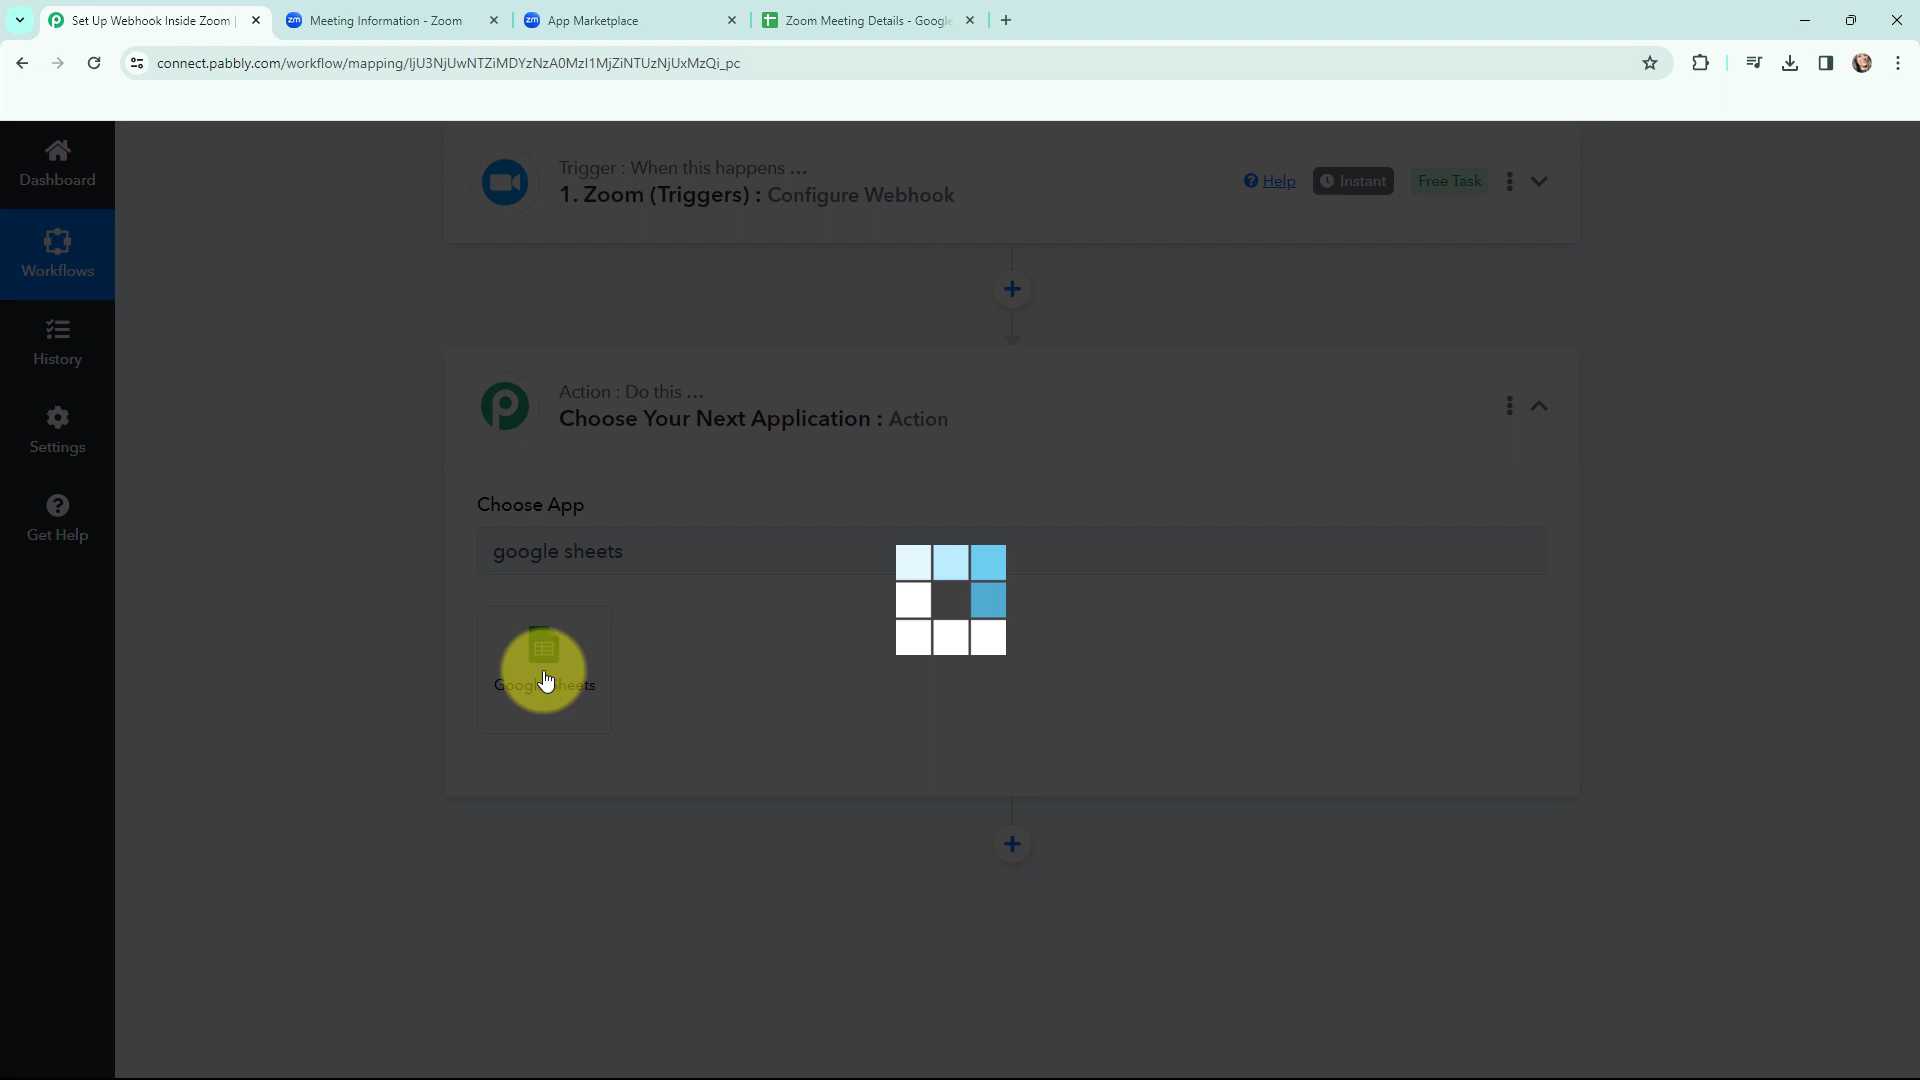 Set Up Webhook Inside Zoom
Meeting Information - Zoom
App Marketplace
Zoom Meeting Details - Google
connect.pabbly.com/workflow/mapping/IjU3NjUwNTZiMDYzNzA0MzI1MjZiNTUzNjUxMzQi_pc
Dashboard
Workflows
History
Settings
Get Help
Trigger : When this happens ...
1. Zoom (Triggers) : Configure Webhook
Help
Instant
Free Task
Action : Do this ...
Choose Your Next Application : Action
Choose App
google sheets
Google Sheets